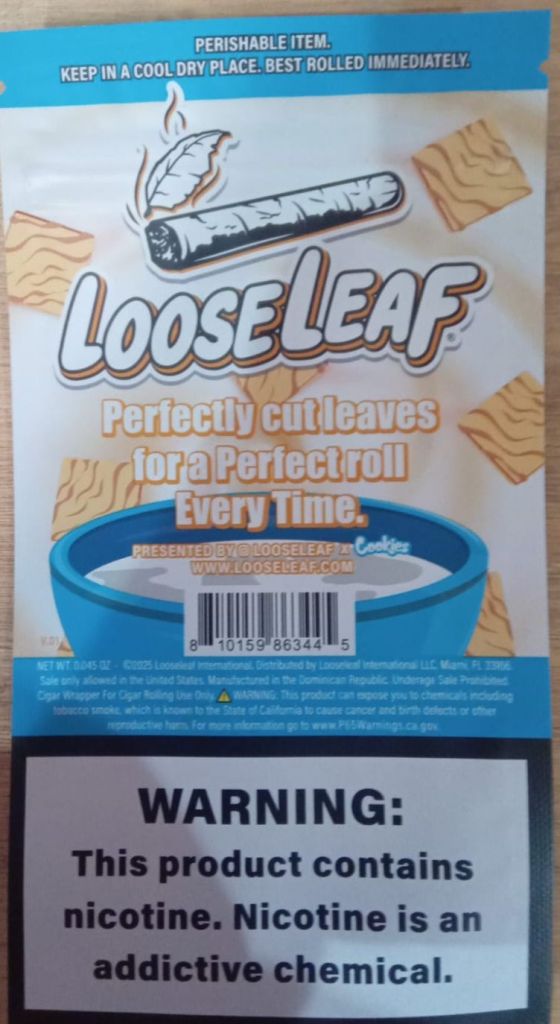 PERISHABLE ITEM.
KEEP IN A COOL DRY PLACE. BEST ROLLED IMMEDIATELY.
LOOSELEAF®
Perfectly cut leaves
for a Perfect roll
Every Time.
PRESENTED BY @LOOSELEAF X Cookies
WWW.LOOSELEAF.COM
8 10159 86344 5
V.01
NET WT. 0.045 OZ - ©2025 Looseleaf International. Distributed by Looseleaf International LLC, Miami, FL 33166.
Sale only allowed in the United States. Manufactured in the Dominican Republic. Underage Sale Prohibited.
Cigar Wrapper For Cigar Rolling Use Only. ⚠ WARNING: This product can expose you to chemicals including
tobacco smoke, which is known to the State of California to cause cancer and birth defects or other
reproductive harm. For more information go to www.P65Warnings.ca.gov.
WARNING:
This product contains
nicotine. Nicotine is an
addictive chemical.